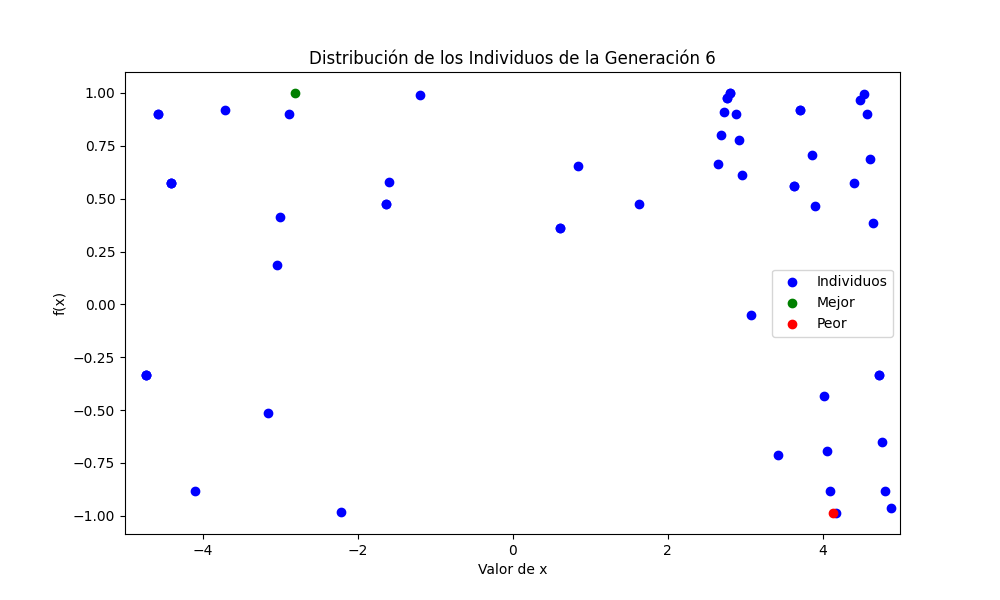 Distribución de los Individuos de la Generación 6
f(x)
1.00
0.75
0.50
0.25
0.00
−0.25
−0.50
−0.75
−1.00
Individuos
Mejor
Peor
−4
−2
0
2
4
Valor de x